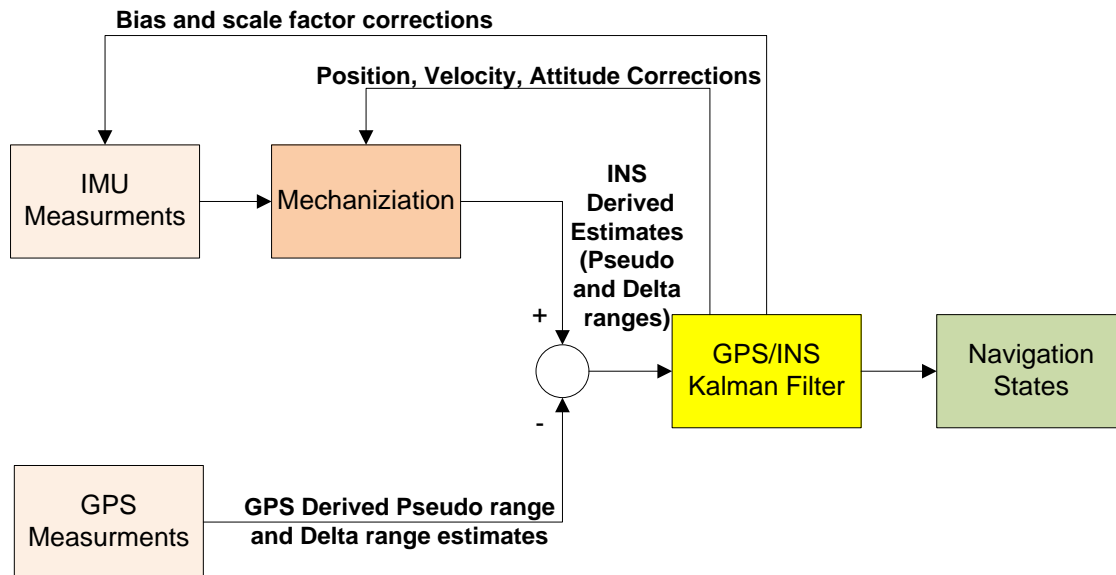 Bias and scale factor corrections
Position, Velocity, Attitude Corrections
IMU
Measurments
Mechaniziation
INS
Derived
Estimates
(Pseudo
and Delta
ranges)
+
-
GPS/INS
Kalman Filter
Navigation
States
GPS
Measurments
GPS Derived Pseudo range
and Delta range estimates